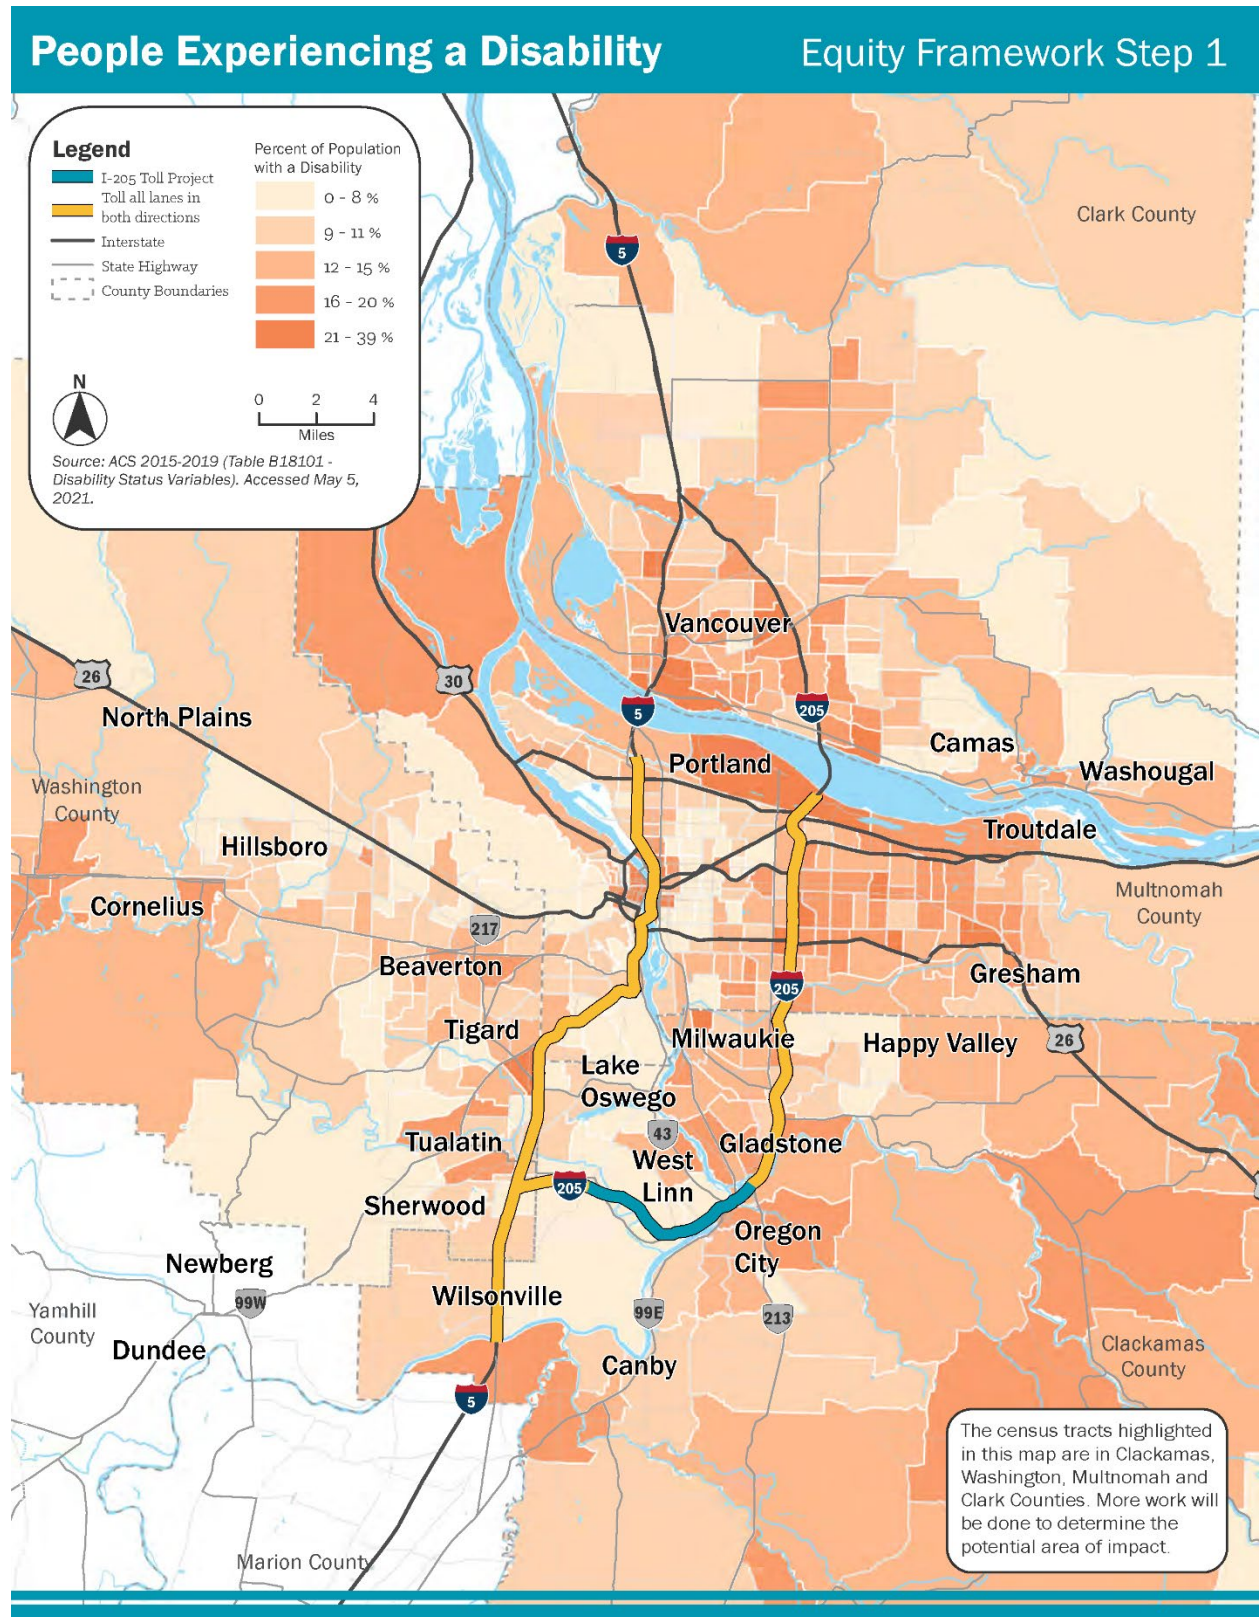 People Experiencing a Disability
Equity Framework Step 1
Legend
I-205 Toll Project
Toll all lanes in
both directions
Interstate
State Highway
County Boundaries
Percent of Population
with a Disability
0 - 8 %
9 - 11 %
12 - 15 %
16 - 20 %
21 - 39 %
N
0 2 4
Miles
Source: ACS 2015-2019 (Table B18101 -
Disability Status Variables). Accessed May 5,
2021.
Clark County
5
Vancouver
26
30
North Plains
5
205
Camas
Portland
Washougal
Washington
County
Troutdale
Hillsboro
Multnomah
County
Cornelius
217
Beaverton
Gresham
205
Tigard
Milwaukie
Happy Valley
26
Lake
Oswego
43
Tualatin
Gladstone
West
Linn
205
Sherwood
Oregon
City
Newberg
99W
Wilsonville
99E
213
Yamhill
County
Dundee
Canby
Clackamas
County
5
The census tracts highlighted
in this map are in Clackamas,
Washington, Multnomah and
Clark Counties. More work will
be done to determine the
potential area of impact.
Marion County